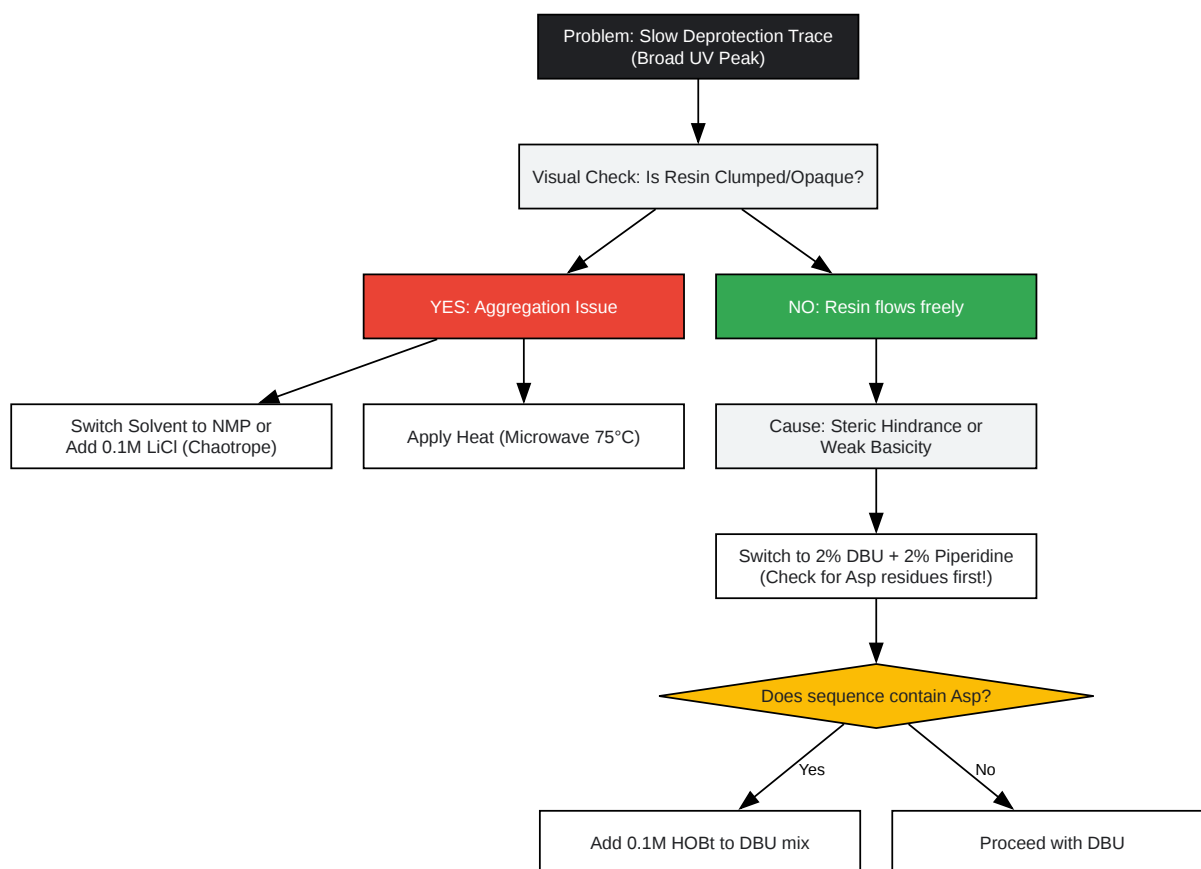 Problem: Slow Deprotection Trace
(Broad UV Peak)
Visual Check: Is Resin Clumped/Opaque?
YES: Aggregation Issue
NO: Resin flows freely
Switch Solvent to NMP or
Add 0.1M LiCl (Chaotrope)
Apply Heat (Microwave 75°C)
Cause: Steric Hindrance or
Weak Basicity
Switch to 2% DBU + 2% Piperidine
(Check for Asp residues first!)
Does sequence contain Asp?
Yes
No
Add 0.1M HOBt to DBU mix
Proceed with DBU